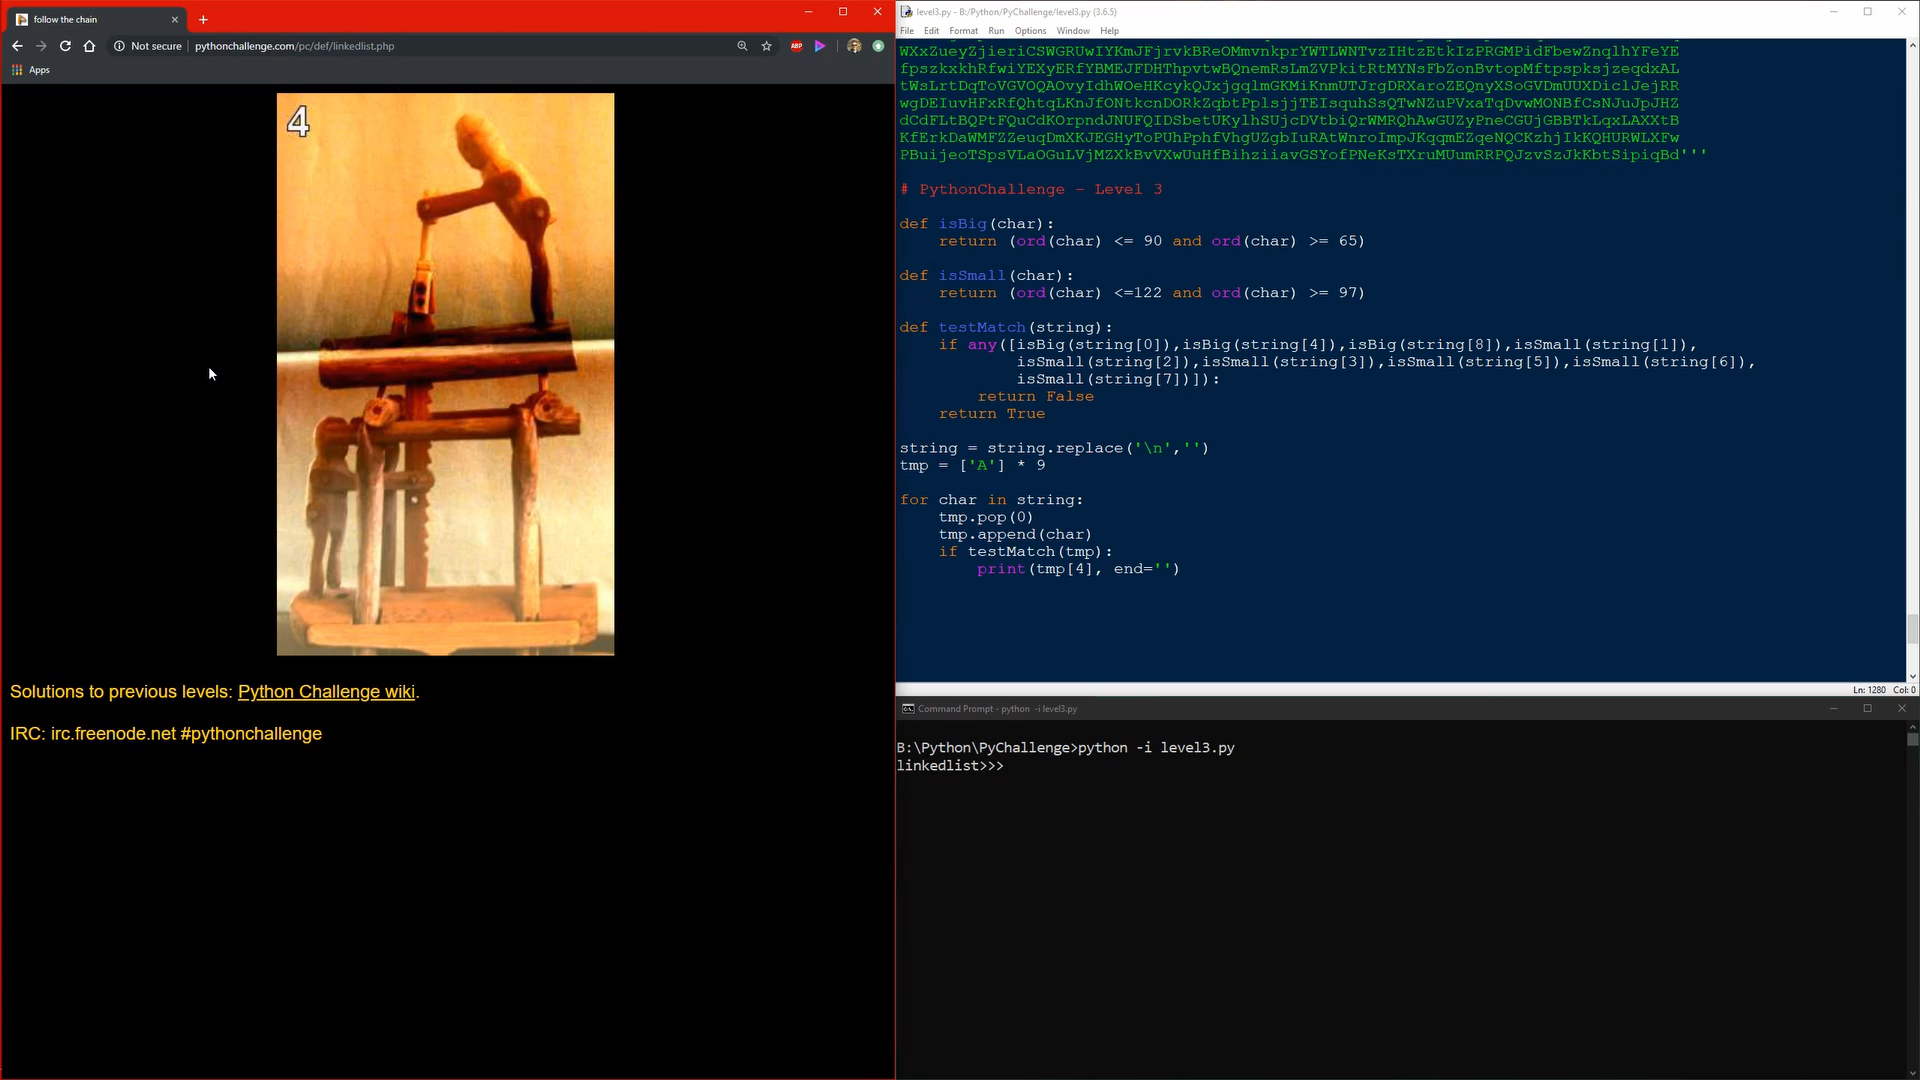 follow the chain
Not secure
pythonchallenge.com/pc/def/linkedlist.php
ABP
Apps
4
Solutions to previous levels: Python Challenge wiki.
IRC: irc.freenode.net #pythonchallenge
level3.py - B:/Python/PyChallenge/level3.py (3.6.5)
File Edit Format Run Options Window Help
# PythonChallenge - Level 3
def isBig(char):
return (ord(char) <= 90 and ord(char) >= 65)
def isSmall(char):
return (ord(char) <=122 and ord(char) >= 97)
def testMatch(string):
if any([isBig(string[0]),isBig(string[4]),isBig(string[8]),isSmall(string[1]),
isSmall(string[2]),isSmall(string[3]),isSmall(string[5]),isSmall(string[6]),
isSmall(string[7])]):
return False
return True
string = string.replace('\n','')
tmp = ['A'] * 9
for char in string:
tmp.pop(0)
tmp.append(char)
if testMatch(tmp):
print(tmp[4], end='')
Ln: 1280 Col: 0
Command Prompt - python -i level3.py
B:\Python\PyChallenge>python -i level3.py
linkedlist>>>